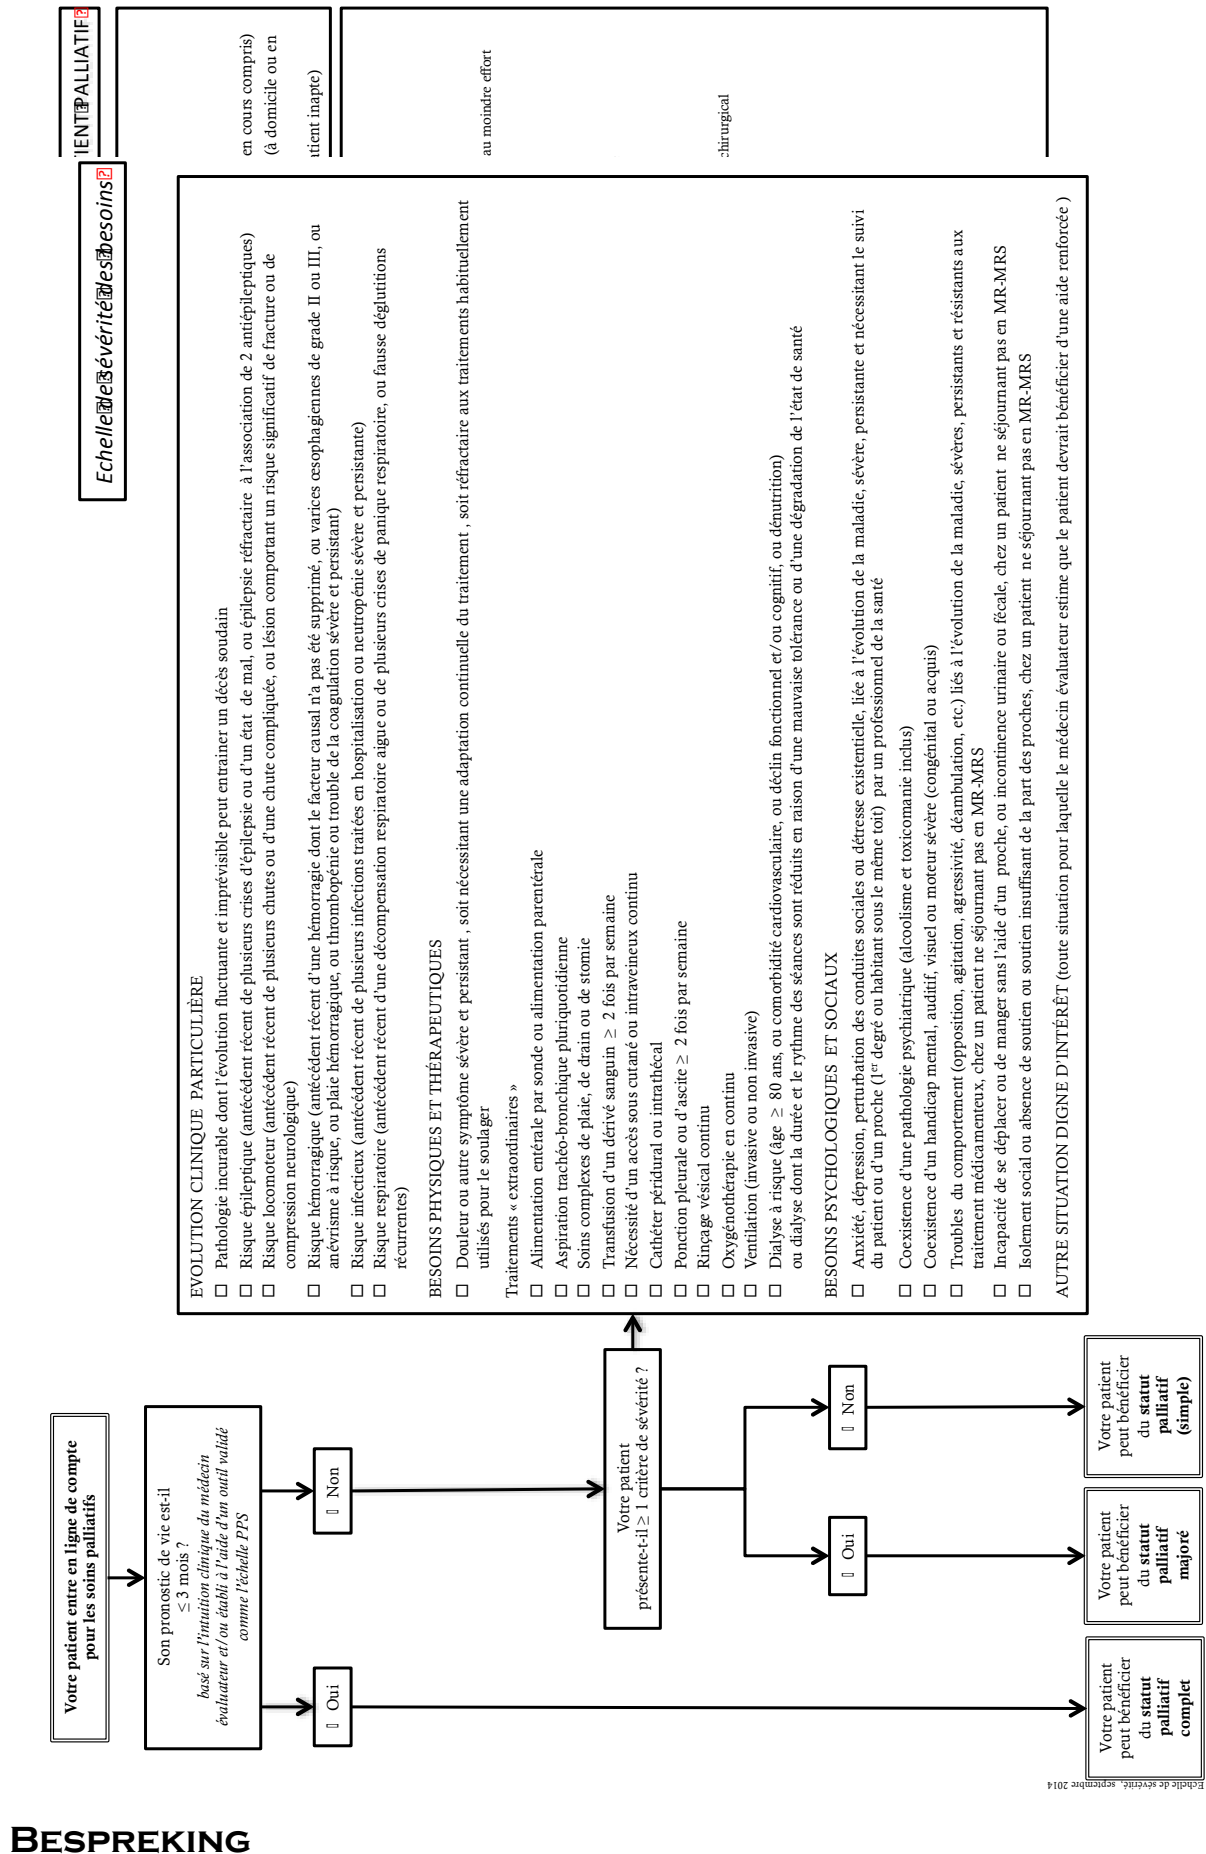 IENT PALLIATIF
en cours compris)
(à domicile ou en
tient inapte)
au moindre effort
chirurgical
Echelle de sévérité des besoins
Votre patient entre en ligne de compte
pour les soins palliatifs
Son pronostic de vie est-il
≤ 3 mois ?
basé sur l'intuition clinique du médecin
évaluateur et/ou établi à l'aide d'un outil validé
comme l'échelle PPS
Oui
Non
Votre patient
présente-t-il ≥ 1 critère de sévérité ?
Oui
Non
Votre patient
peut bénéficier
du statut
palliatif
complet
Votre patient
peut bénéficier
du statut
palliatif
majoré
Votre patient
peut bénéficier
du statut
palliatif
(simple)
EVOLUTION CLINIQUE PARTICULIÈRE
☐ Pathologie incurable dont l'évolution fluctuante et imprévisible peut entrainer un décès soudain
☐ Risque épileptique (antécédent récent de plusieurs crises d'épilepsie ou d'un état de mal, ou épilepsie réfractaire à l'association de 2 antiépileptiques)
☐ Risque locomoteur (antécédent récent de plusieurs chutes ou d'une chute compliquée, ou lésion comportant un risque significatif de fracture ou de
compression neurologique)
☐ Risque hémorragique (antécédent récent d'une hémorragie dont le facteur causal n'a pas été supprimé, ou varices œsophagiennes de grade II ou III, ou
anévrisme à risque, ou plaie hémorragique, ou thrombopénie ou trouble de la coagulation sévère et persistant)
☐ Risque infectieux (antécédent récent de plusieurs infections traitées en hospitalisation ou neutropénie sévère et persistante)
☐ Risque respiratoire (antécédent récent d'une décompensation respiratoire aigue ou de plusieurs crises de panique respiratoire, ou fausse déglutitions
récurrentes)
BESOINS PHYSIQUES ET THÉRAPEUTIQUES
☐ Douleur ou autre symptôme sévère et persistant , soit nécessitant une adaptation continuelle du traitement , soit réfractaire aux traitements habituellement
utilisés pour le soulager
Traitements « extraordinaires »
☐ Alimentation entérale par sonde ou alimentation parentérale
☐ Aspiration trachéo-bronchique pluriquotidienne
☐ Soins complexes de plaie, de drain ou de stomie
☐ Transfusion d'un dérivé sanguin ≥ 2 fois par semaine
☐ Nécessité d'un accès sous cutané ou intraveineux continu
☐ Cathéter péridural ou intrathécal
☐ Ponction pleurale ou d'ascite ≥ 2 fois par semaine
☐ Rinçage vésical continu
☐ Oxygénothérapie en continu
☐ Ventilation (invasive ou non invasive)
☐ Dialyse à risque (âge ≥ 80 ans, ou comorbidité cardiovasculaire, ou déclin fonctionnel et/ou cognitif, ou dénutrition)
ou dialyse dont la durée et le rythme des séances sont réduits en raison d'une mauvaise tolérance ou d'une dégradation de l'état de santé
BESOINS PSYCHOLOGIQUES ET SOCIAUX
☐ Anxiété, dépression, perturbation des conduites sociales ou détresse existentielle, liée à l'évolution de la maladie, sévère, persistante et nécessitant le suivi
du patient ou d'un proche (1er degré ou habitant sous le même toit) par un professionnel de la santé
☐ Coexistence d'une pathologie psychiatrique (alcoolisme et toxicomanie inclus)
☐ Coexistence d'un handicap mental, auditif, visuel ou moteur sévère (congénital ou acquis)
☐ Troubles du comportement (opposition, agitation, agressivité, déambulation, etc.) liés à l'évolution de la maladie, sévères, persistants et résistants aux
traitement médicamenteux, chez un patient ne séjournant pas en MR-MRS
☐ Incapacité de se déplacer ou de manger sans l'aide d'un proche, ou incontinence urinaire ou fécale, chez un patient ne séjournant pas en MR-MRS
☐ Isolement social ou absence de soutien ou soutien insuffisant de la part des proches, chez un patient ne séjournant pas en MR-MRS
AUTRE SITUATION DIGNE D'INTÉRÊT (toute situation pour laquelle le médecin évaluateur estime que le patient devrait bénéficier d'une aide renforcée )
Echelle de sévérité, septembre 2014
BESPREKING